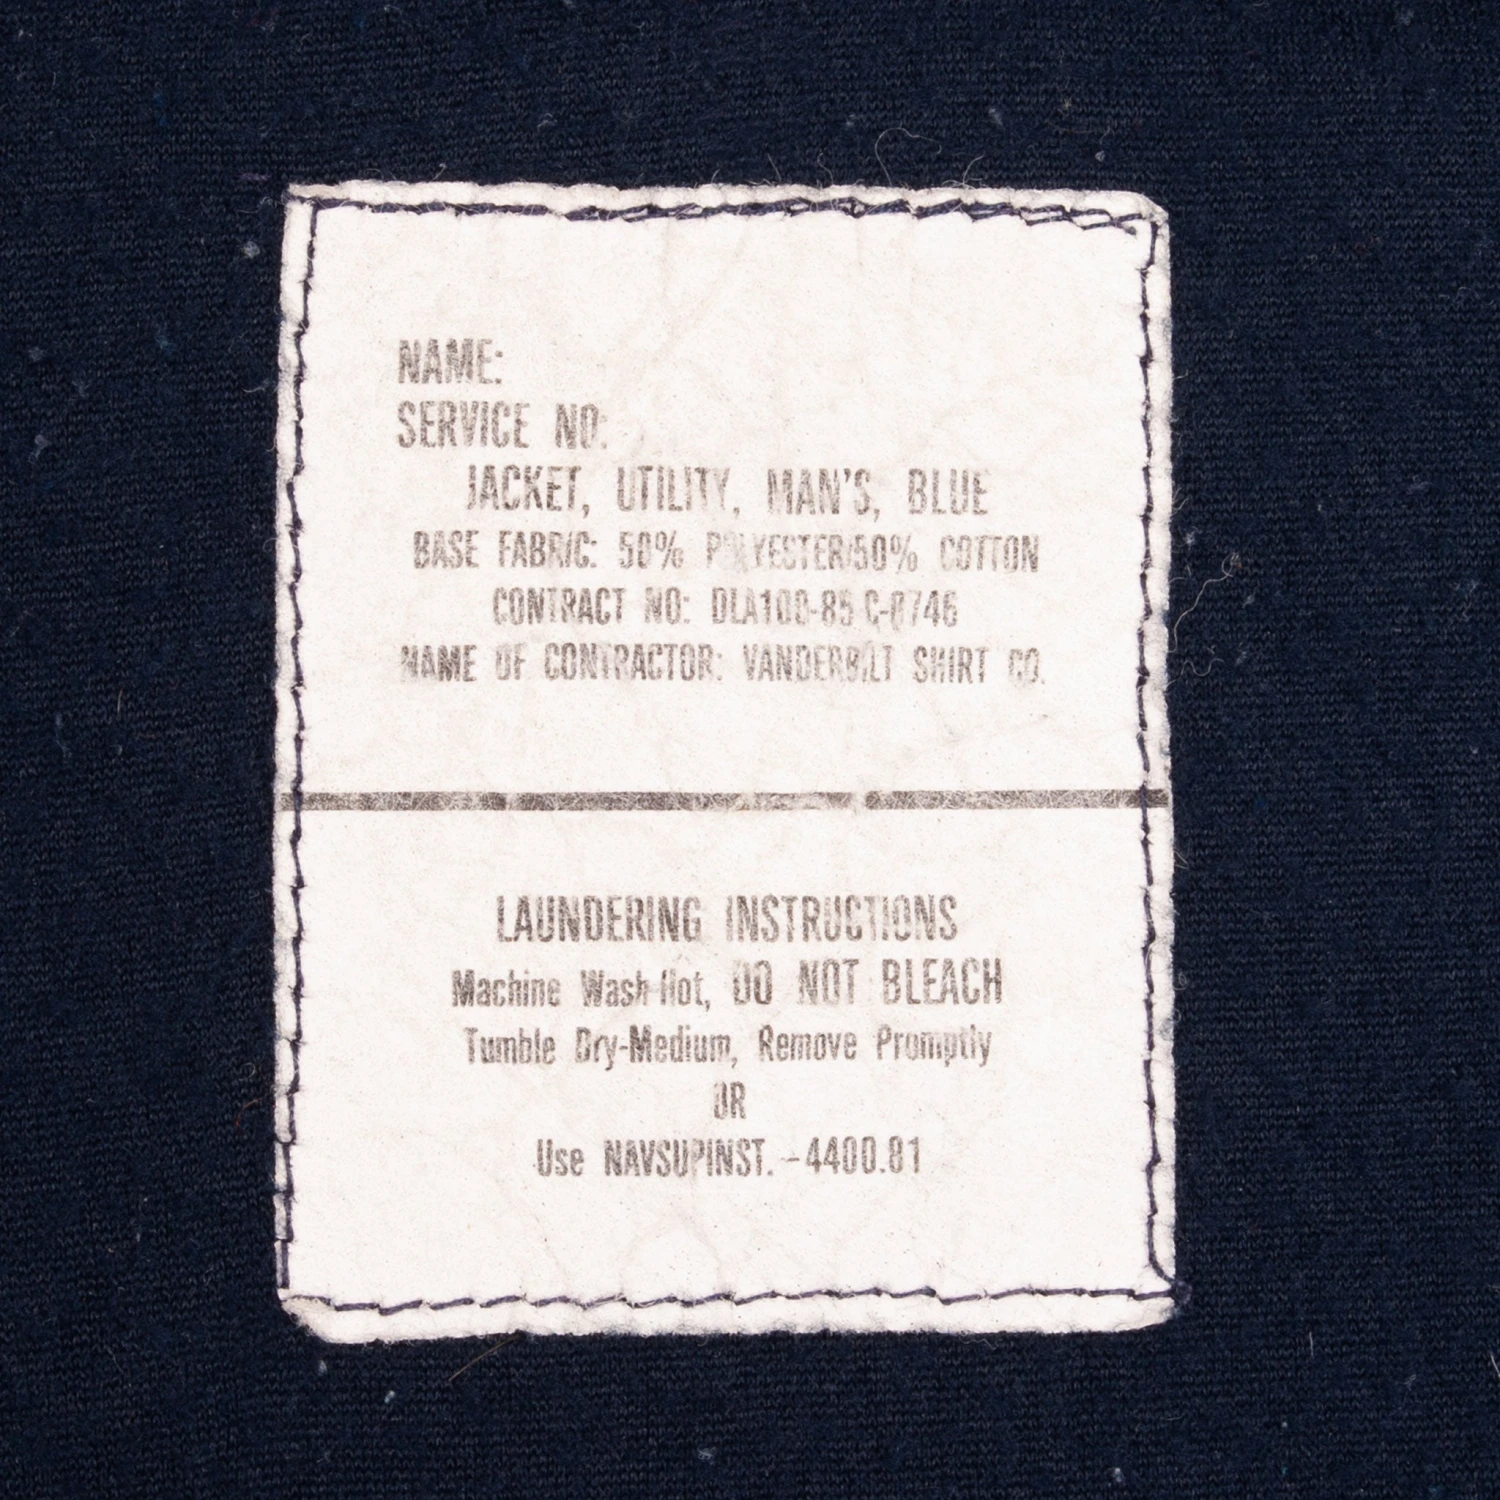 NAME:
SERVICE NO:
JACKET, UTILITY, MAN'S, BLUE
BASE FABRIC: 50% POLYESTER/50% COTTON
CONTRACT NO: DLA100-85-C-0746
NAME OF CONTRACTOR: VANDERBILT SHIRT CO.
LAUNDERING INSTRUCTIONS
Machine Wash-Hot, DO NOT BLEACH
Tumble Dry-Medium, Remove Promptly
OR
Use NAVSUPINST. -4400.81